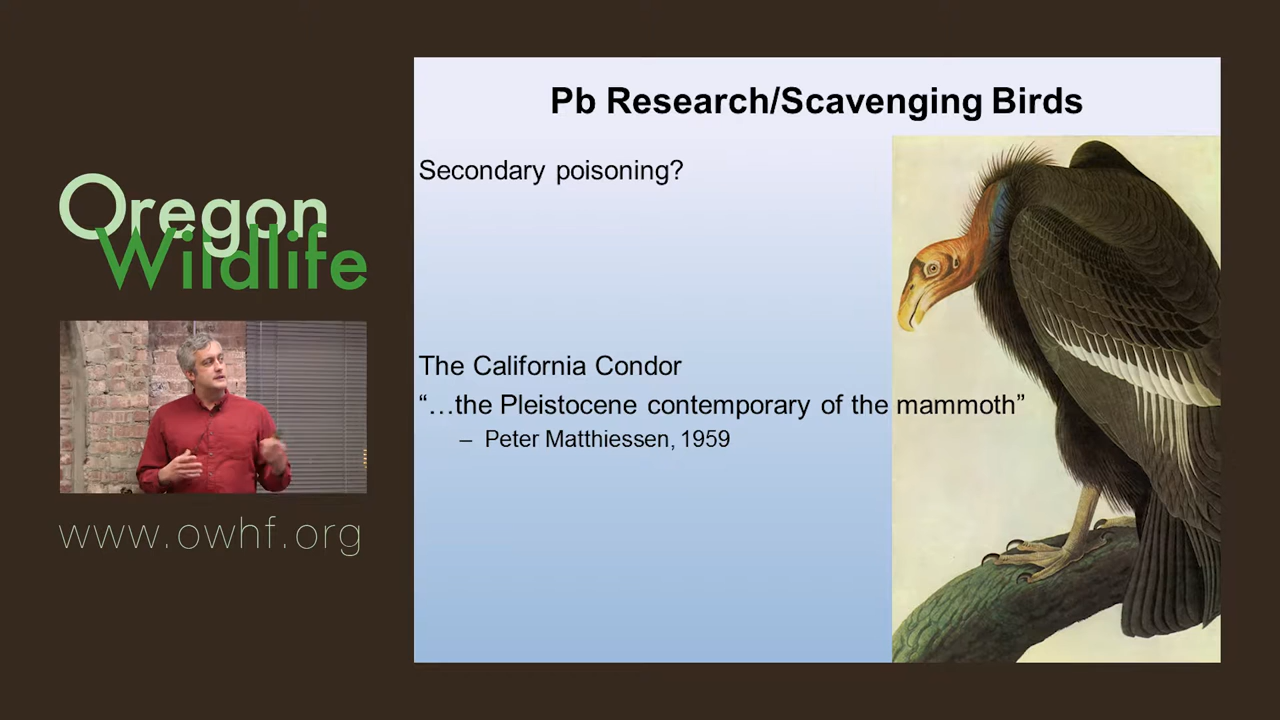 Oregon
Wildlife
www.owhf.org
Pb Research/Scavenging Birds
Secondary poisoning?
The California Condor
“…the Pleistocene contemporary of the mammoth”
– Peter Matthiessen, 1959